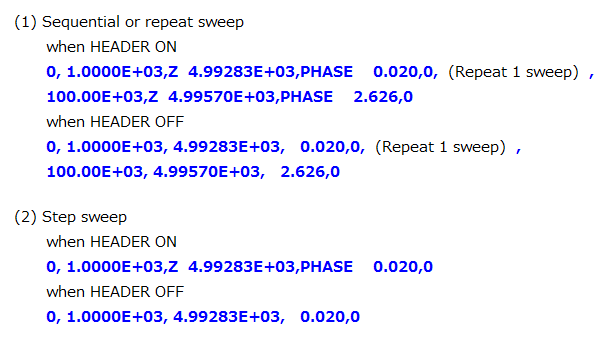 (1) Sequential or repeat sweep
when HEADER ON
0, 1.0000E+03,Z  4.99283E+03,PHASE    0.020,0,  (Repeat 1 sweep)  ,
100.00E+03,Z  4.99570E+03,PHASE    2.626,0
when HEADER OFF
0, 1.0000E+03, 4.99283E+03,   0.020,0,  (Repeat 1 sweep)  ,
100.00E+03, 4.99570E+03,   2.626,0
(2) Step sweep
when HEADER ON
0, 1.0000E+03,Z  4.99283E+03,PHASE    0.020,0
when HEADER OFF
0, 1.0000E+03, 4.99283E+03,   0.020,0